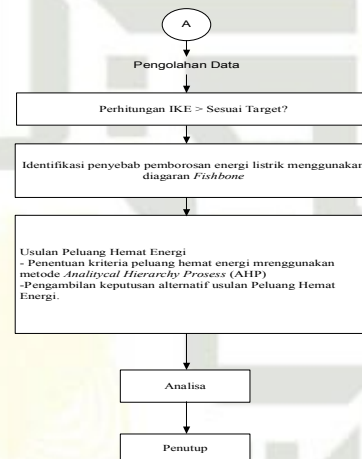 A
Pengolahan Data
Perhitungan IKE > Sesuai Target?
Identifikasi penyebab pemborosan energi listrik menggunakan
diagaran Fishbone
Usulan Peluang Hemat Energi
- Penentuan kriteria peluang hemat energi mrenggunakan
metode Analitycal Hierarchy Prosess (AHP)
-Pengambilan keputusan alternatif usulan Peluang Hemat
Energi.
Analisa
Penutup